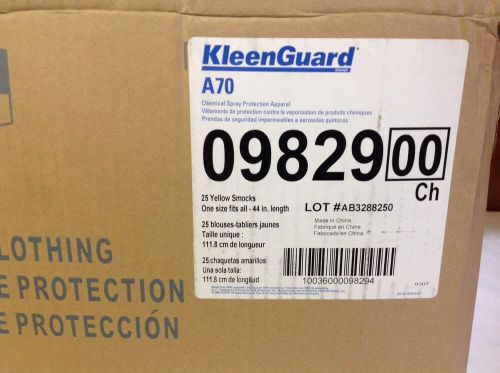 KleenGuard
BRAND
A70
Chemical Spray Protection Apparel
Vêtements de protection contre la vaporisation de produits chimiques
Prendas de seguridad impermeables a aerosoles químicos
09829 00
Ch
25 Yellow Smocks
One size fits all - 44 in. length
LOT #AB3288250
Made in China
Fabriqué en Chine
Fabricado en China
25 blouses-tabliers jaunes
Taille unique :
111.8 cm de longueur
25 chaquetas amarillos
Una sola talla:
111.8 cm de longitud
10036000098294
0307
LOTHING
E PROTECTION
E PROTECCIÓN